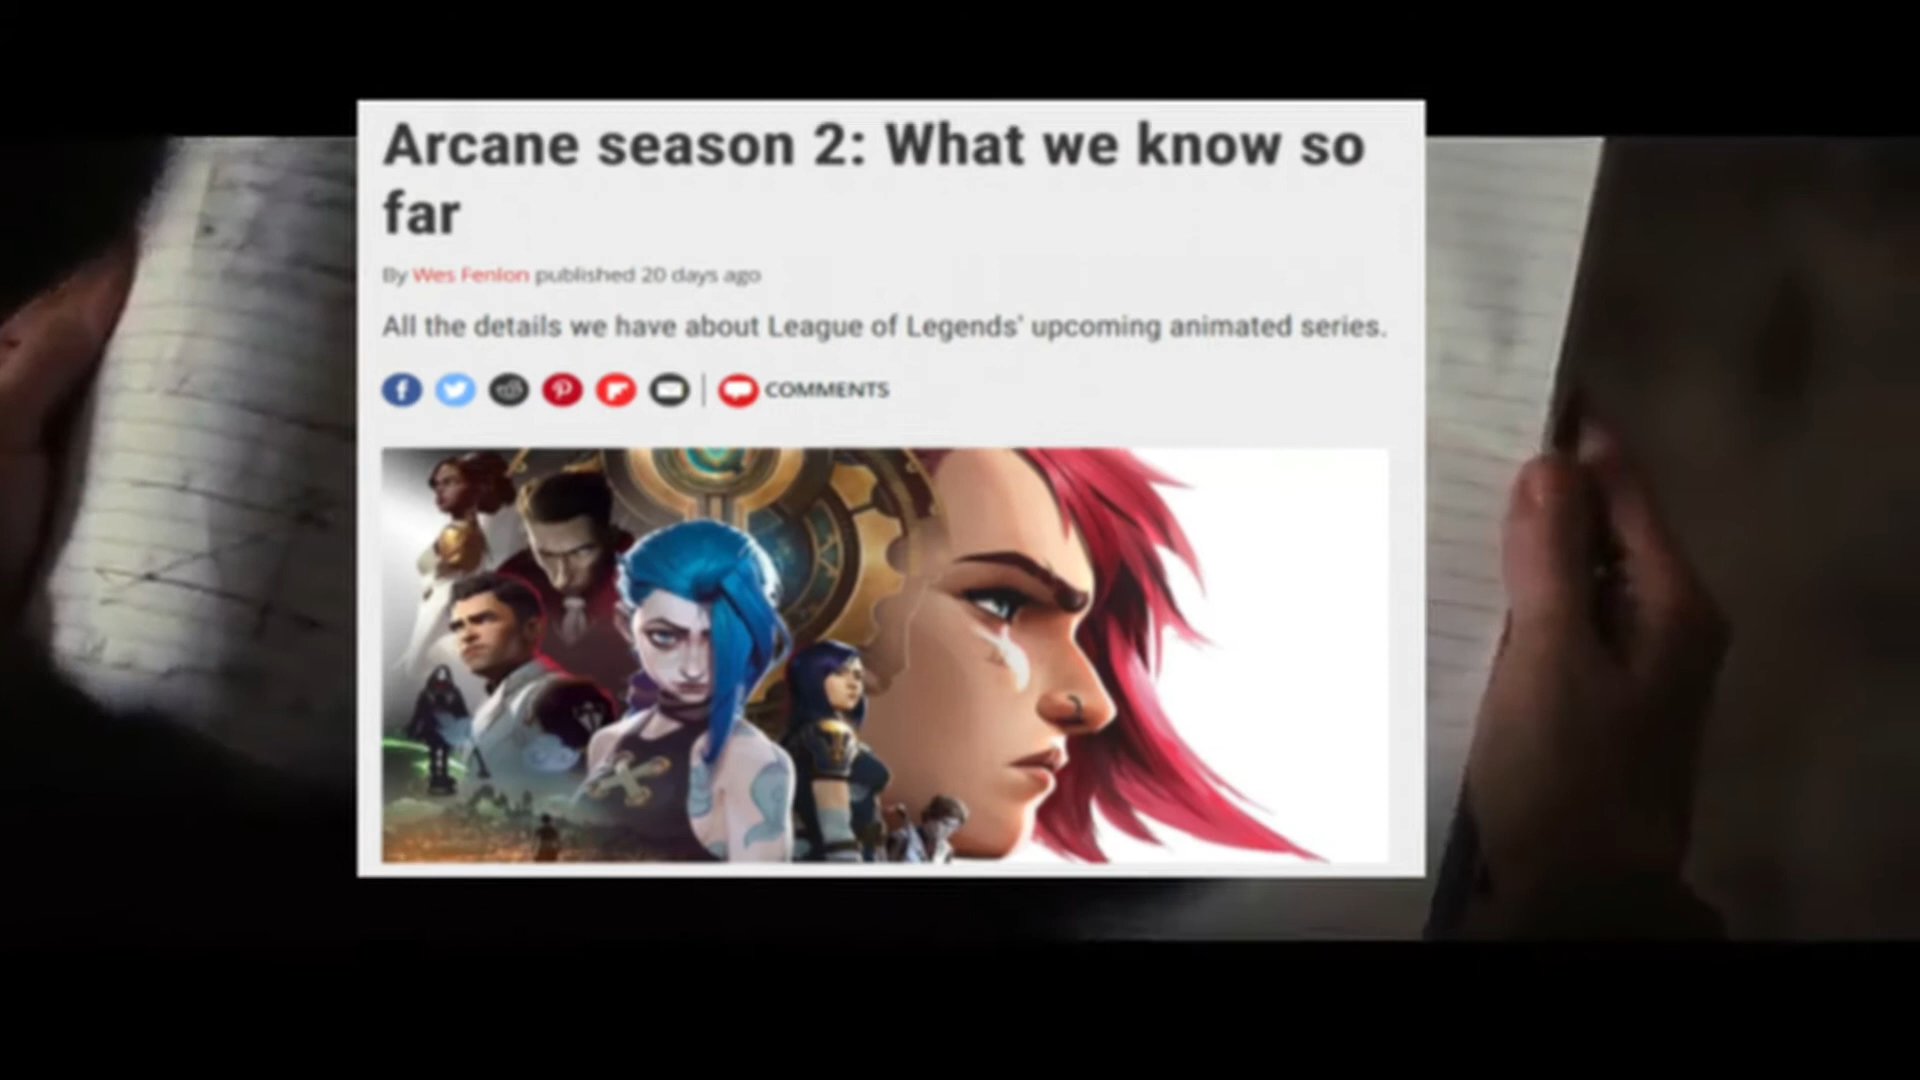 Arcane season 2: What we know so
far
By Wes Fenlon published 20 days ago
All the details we have about League of Legends' upcoming animated series.
COMMENTS